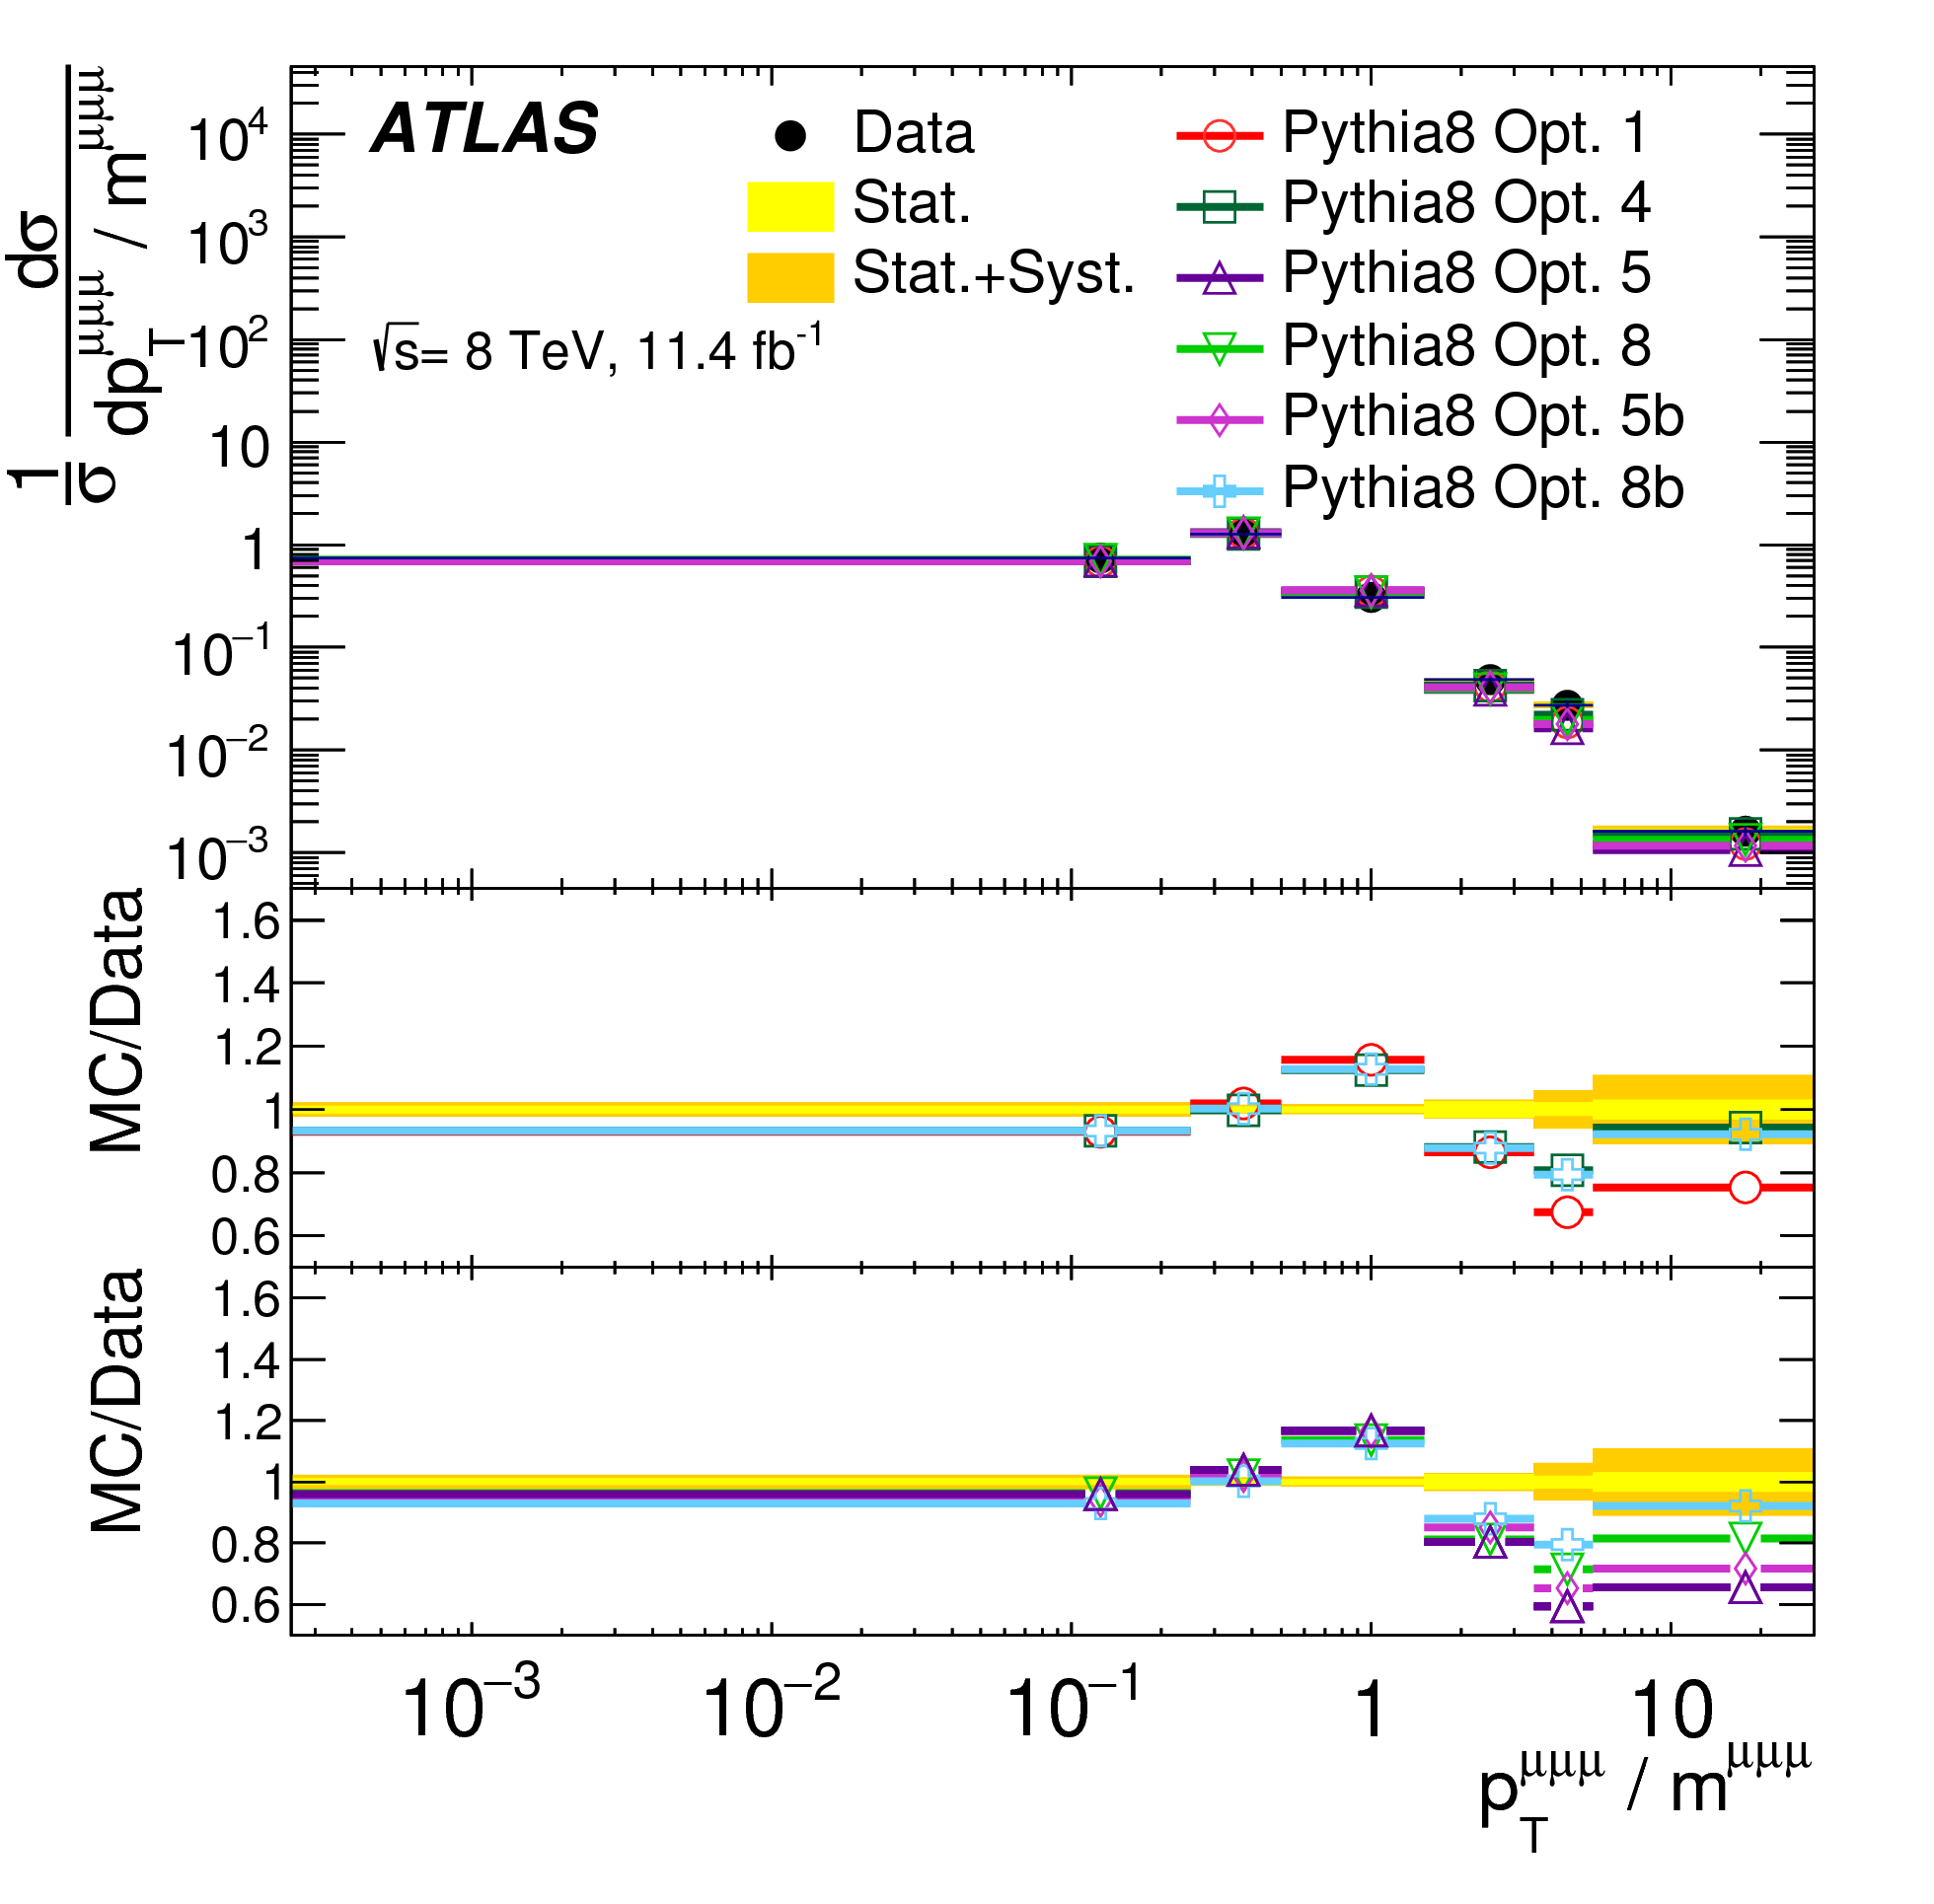 ATLAS
Data
Stat.
Stat.+Syst.
√s= 8 TeV, 11.4 fb⁻¹
Pythia8 Opt. 1
Pythia8 Opt. 4
Pythia8 Opt. 5
Pythia8 Opt. 8
Pythia8 Opt. 5b
Pythia8 Opt. 8b
1/σ dσ/dp_T^μμμ / m^μμμ
10⁴
10³
10²
10
1
10⁻¹
10⁻²
10⁻³
MC/Data
1.6
1.4
1.2
1
0.8
0.6
MC/Data
1.6
1.4
1.2
1
0.8
0.6
10⁻³ 10⁻² 10⁻¹ 1 10
p_T^μμμ / m^μμμ